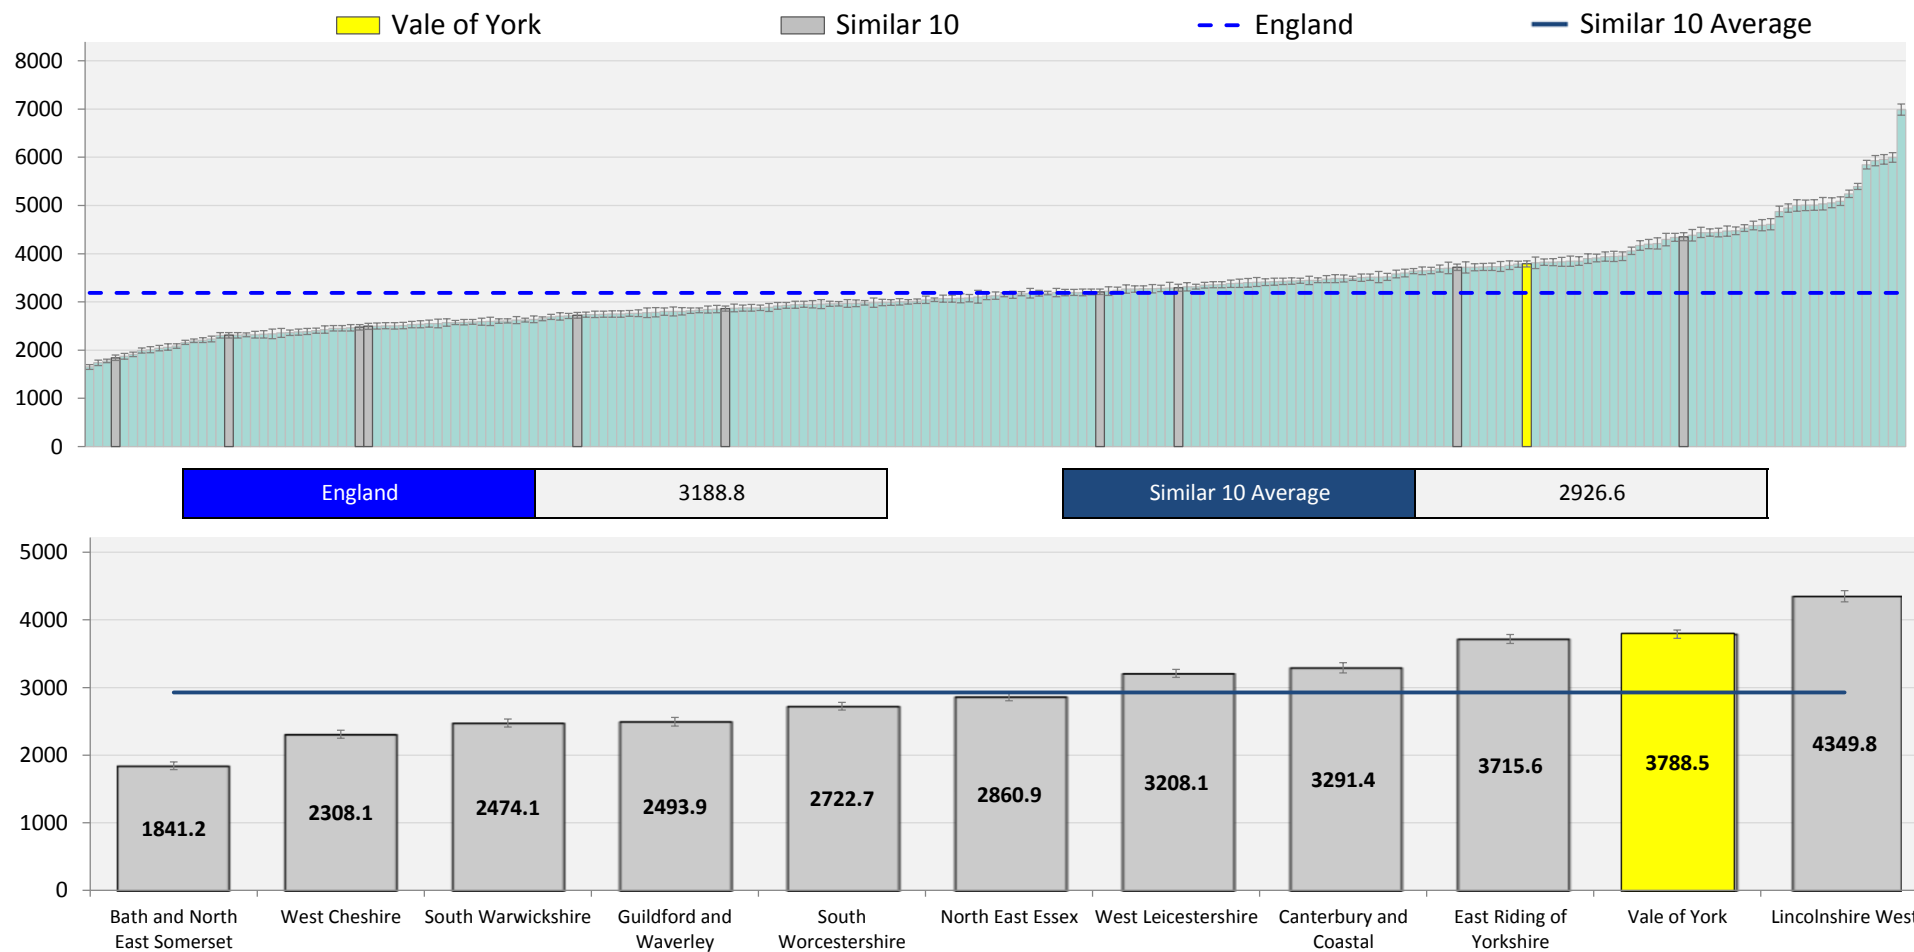 Vale of York
Similar 10
England
Similar 10 Average
8000
7000
6000
5000
4000
3000
2000
1000
0
England
3188.8
Similar 10 Average
2926.6
5000
4000
3000
2000
1000
0
1841.2
2308.1
2474.1
2493.9
2722.7
2860.9
3208.1
3291.4
3715.6
3788.5
4349.8
Bath and North
East Somerset
West Cheshire
South Warwickshire
Guildford and
Waverley
South
Worcestershire
North East Essex
West Leicestershire
Canterbury and
Coastal
East Riding of
Yorkshire
Vale of York
Lincolnshire West